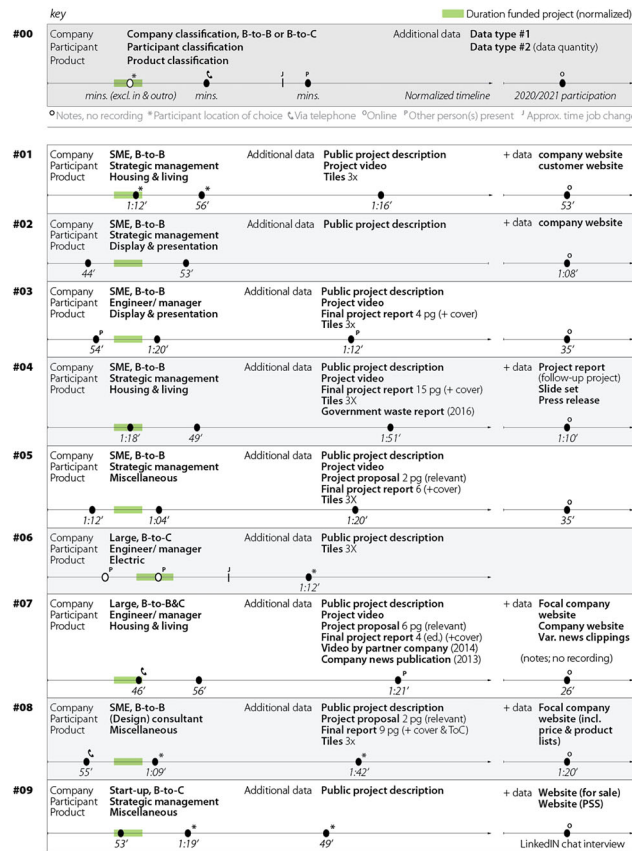 key
Duration funded project (normalized)
#00 Company Company classification, B-to-B or B-to-C Additional data Data type #1
Participant Participant classification Data type #2 (data quantity)
Product Product classification
* J P O
mins. (excl. in & outro) mins. mins. Normalized timeline 2020/2021 participation
Notes, no recording *Participant location of choice Via telephone OOnline P Other person(s) present J Approx. time job change
#01 Company SME, B-to-B Additional data Public project description + data company website
Participant Strategic management Project video customer website
Product Housing & living Tiles 3x
* * O
1:12’ 56’ 1:16’ 53’
#02 Company SME, B-to-B Additional data Public project description + data company website
Participant Strategic management
Product Display & presentation
O
44’ 53’ 1:08’
#03 Company SME, B-to-B Additional data Public project description
Participant Engineer/ manager Project video
Product Display & presentation Final project report 4 pg (+ cover)
Tiles 3x
P P O
54’ 1:20’ 1:12’ 35’
#04 Company SME, B-to-B Additional data Public project description + data Project report
Participant Strategic management Project video (follow-up project)
Product Housing & living Final project report 15 pg (+ cover) Slide set
Tiles 3X Press release
Government waste report (2016)
O
1:18’ 49’ 1:51’ 1:10’
#05 Company SME, B-to-B Additional data Public project description
Participant Strategic management Project video
Product Miscellaneous Project proposal 2 pg (relevant)
Final project report 6 (+cover)
Tiles 3X
O
1:12’ 1:04’ 1:20’ 35’
#06 Company Large, B-to-C Additional data Public project description
Participant Engineer/ manager Tiles 3X
Product Electric
P P J *
1:12’
#07 Company Large, B-to-B&C Additional data Public project description + data Focal company
Participant Engineer/ manager Project video website
Product Housing & living Project proposal 6 pg (relevant) Company website
Final project report 4 (ed.) (+cover) Var. news clippings
Video by partner company (2014)
Company news publication (2013) (notes; no recording)
P O
46’ 56’ 1:21’ 26’
#08 Company SME, B-to-B Additional data Public project description + data Focal company
Participant (Design) consultant Project proposal 2 pg (relevant) website (incl.
Product Miscellaneous Final report 9 pg (+ cover & ToC) price & product
Tiles 3x lists)
* * O
55’ 1:09’ 1:42’ 1:20’
#09 Company Start-up, B-to-C Additional data Public project description + data Website (for sale)
Participant Strategic management Website (PSS)
Product Miscellaneous
* * O
53’ 1:19’ 49’ LinkedIN chat interview